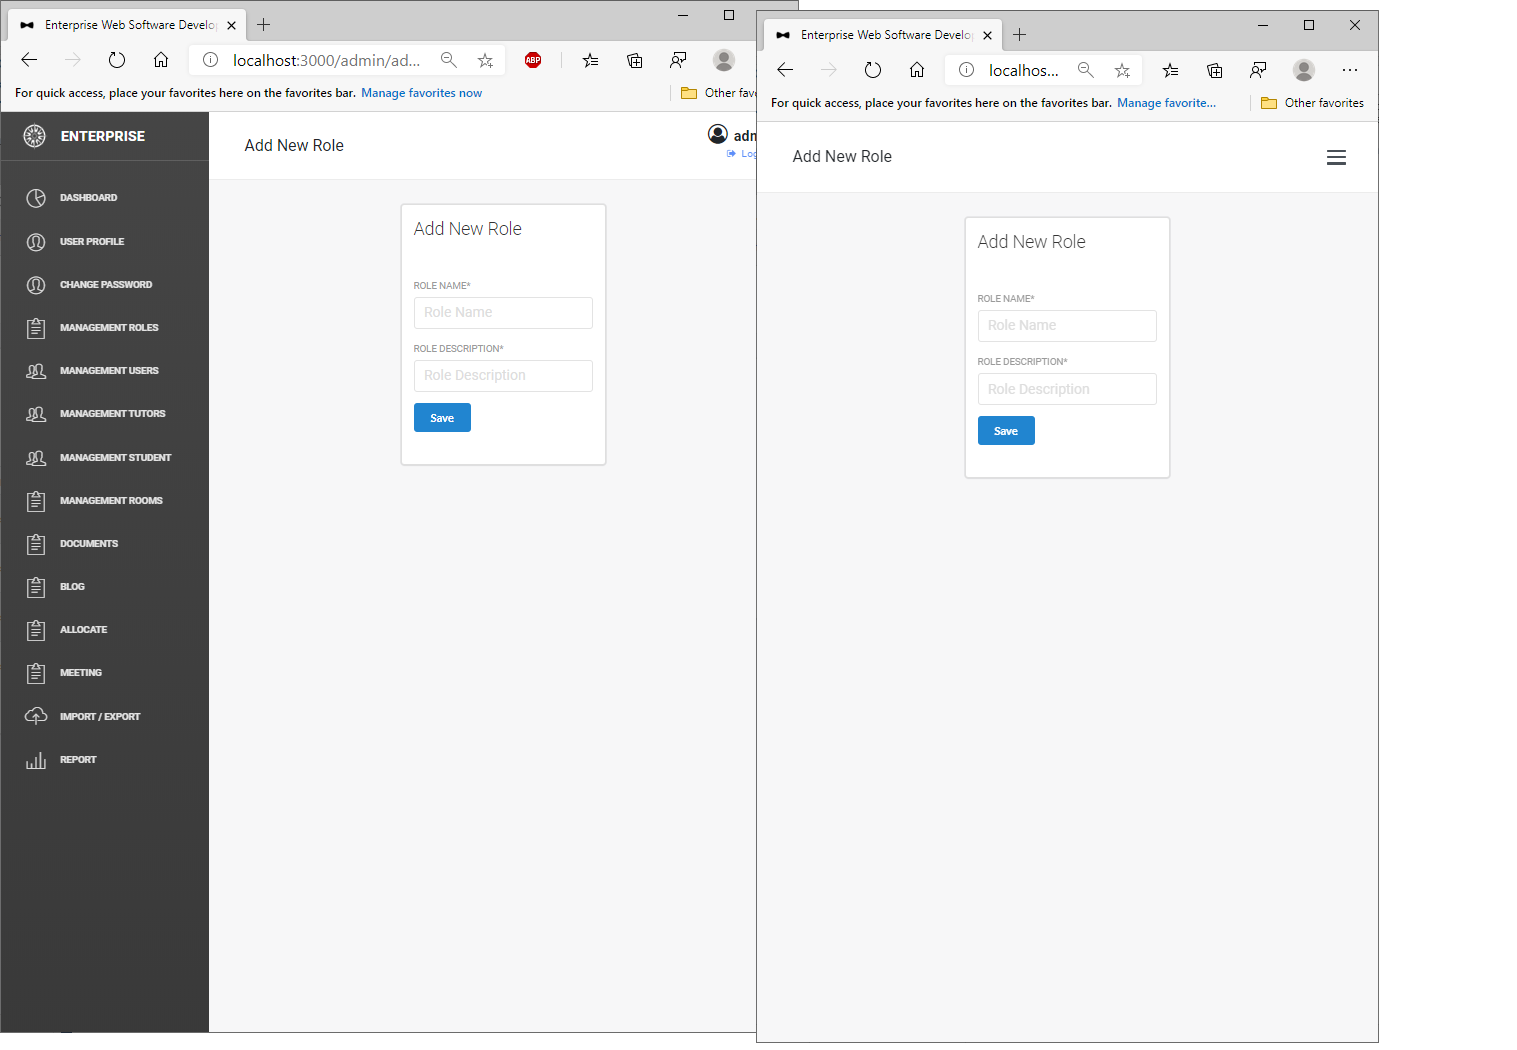 Enterprise Web Software Develo
localhost:3000/admin/ad...
ABP
For quick access, place your favorites here on the favorites bar. Manage favorites now
Other fav
ENTERPRISE
DASHBOARD
USER PROFILE
CHANGE PASSWORD
MANAGEMENT ROLES
MANAGEMENT USERS
MANAGEMENT TUTORS
MANAGEMENT STUDENT
MANAGEMENT ROOMS
DOCUMENTS
BLOG
ALLOCATE
MEETING
IMPORT / EXPORT
REPORT
Add New Role
adm
Log
Add New Role
ROLE NAME*
Role Name
ROLE DESCRIPTION*
Role Description
Save
Enterprise Web Software Develo
localhos...
For quick access, place your favorites here on the favorites bar. Manage favorite...
Other favorites
Add New Role
Add New Role
ROLE NAME*
Role Name
ROLE DESCRIPTION*
Role Description
Save